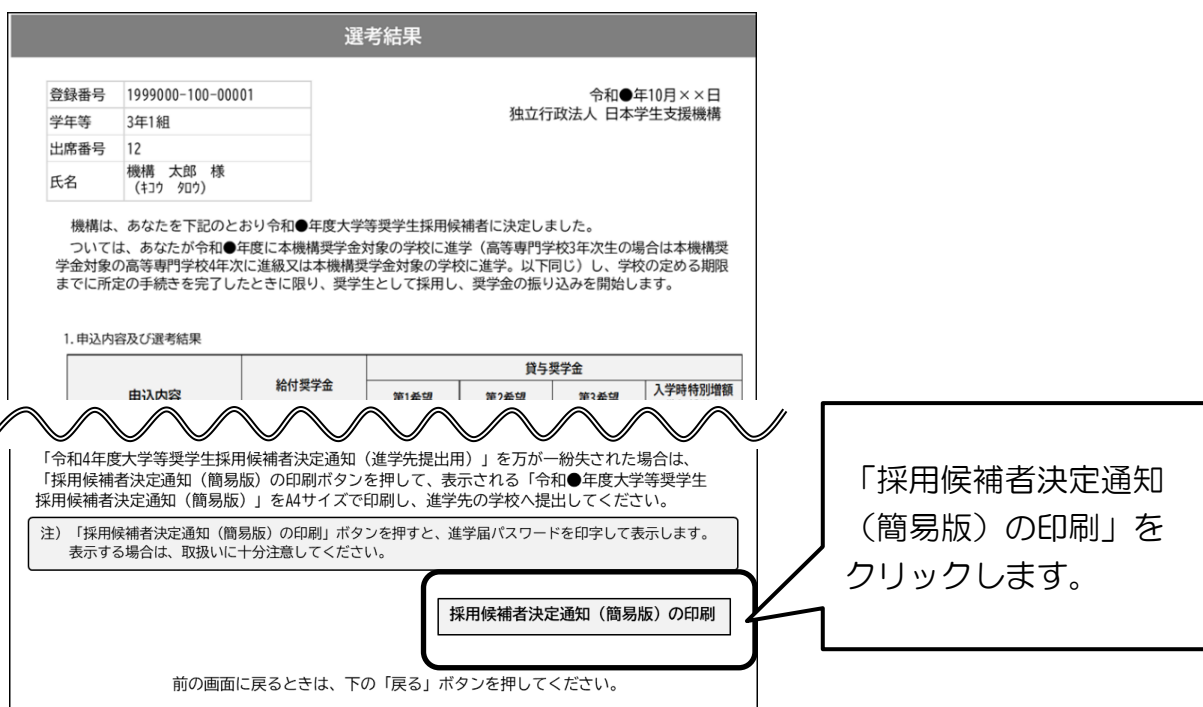 選考結果
登録番号 1999000-100-00001
学年等 3年1組
出席番号 12
氏名 機構 太郎 様
(ｷｺｳ ﾀﾛｳ)
令和●年10月××日
独立行政法人 日本学生支援機構
機構は、あなたを下記のとおり令和●年度大学等奨学生採用候補者に決定しました。
ついては、あなたが令和●年度に本機構奨学金対象の学校に進学（高等専門学校3年次生の場合は本機構奨
学金対象の高等専門学校4年次に進級又は本機構奨学金対象の学校に進学。以下同じ）し、学校の定める期限
までに所定の手続きを完了したときに限り、奨学生として採用し、奨学金の振り込みを開始します。
1.申込内容及び選考結果
貸与奨学金
申込内容 給付奨学金 第1希望 第2希望 第3希望 入学時特別増額
「令和4年度大学等奨学生採用候補者決定通知（進学先提出用）」を万が一紛失された場合は、
「採用候補者決定通知（簡易版）の印刷ボタンを押して、表示される「令和●年度大学等奨学生
採用候補者決定通知（簡易版）」をA4サイズで印刷し、進学先の学校へ提出してください。
注）「採用候補者決定通知（簡易版）の印刷」ボタンを押すと、進学届パスワードを印字して表示します。
表示する場合は、取扱いに十分注意してください。
採用候補者決定通知（簡易版）の印刷
前の画面に戻るときは、下の「戻る」ボタンを押してください。
「採用候補者決定通知
（簡易版）の印刷」を
クリックします。